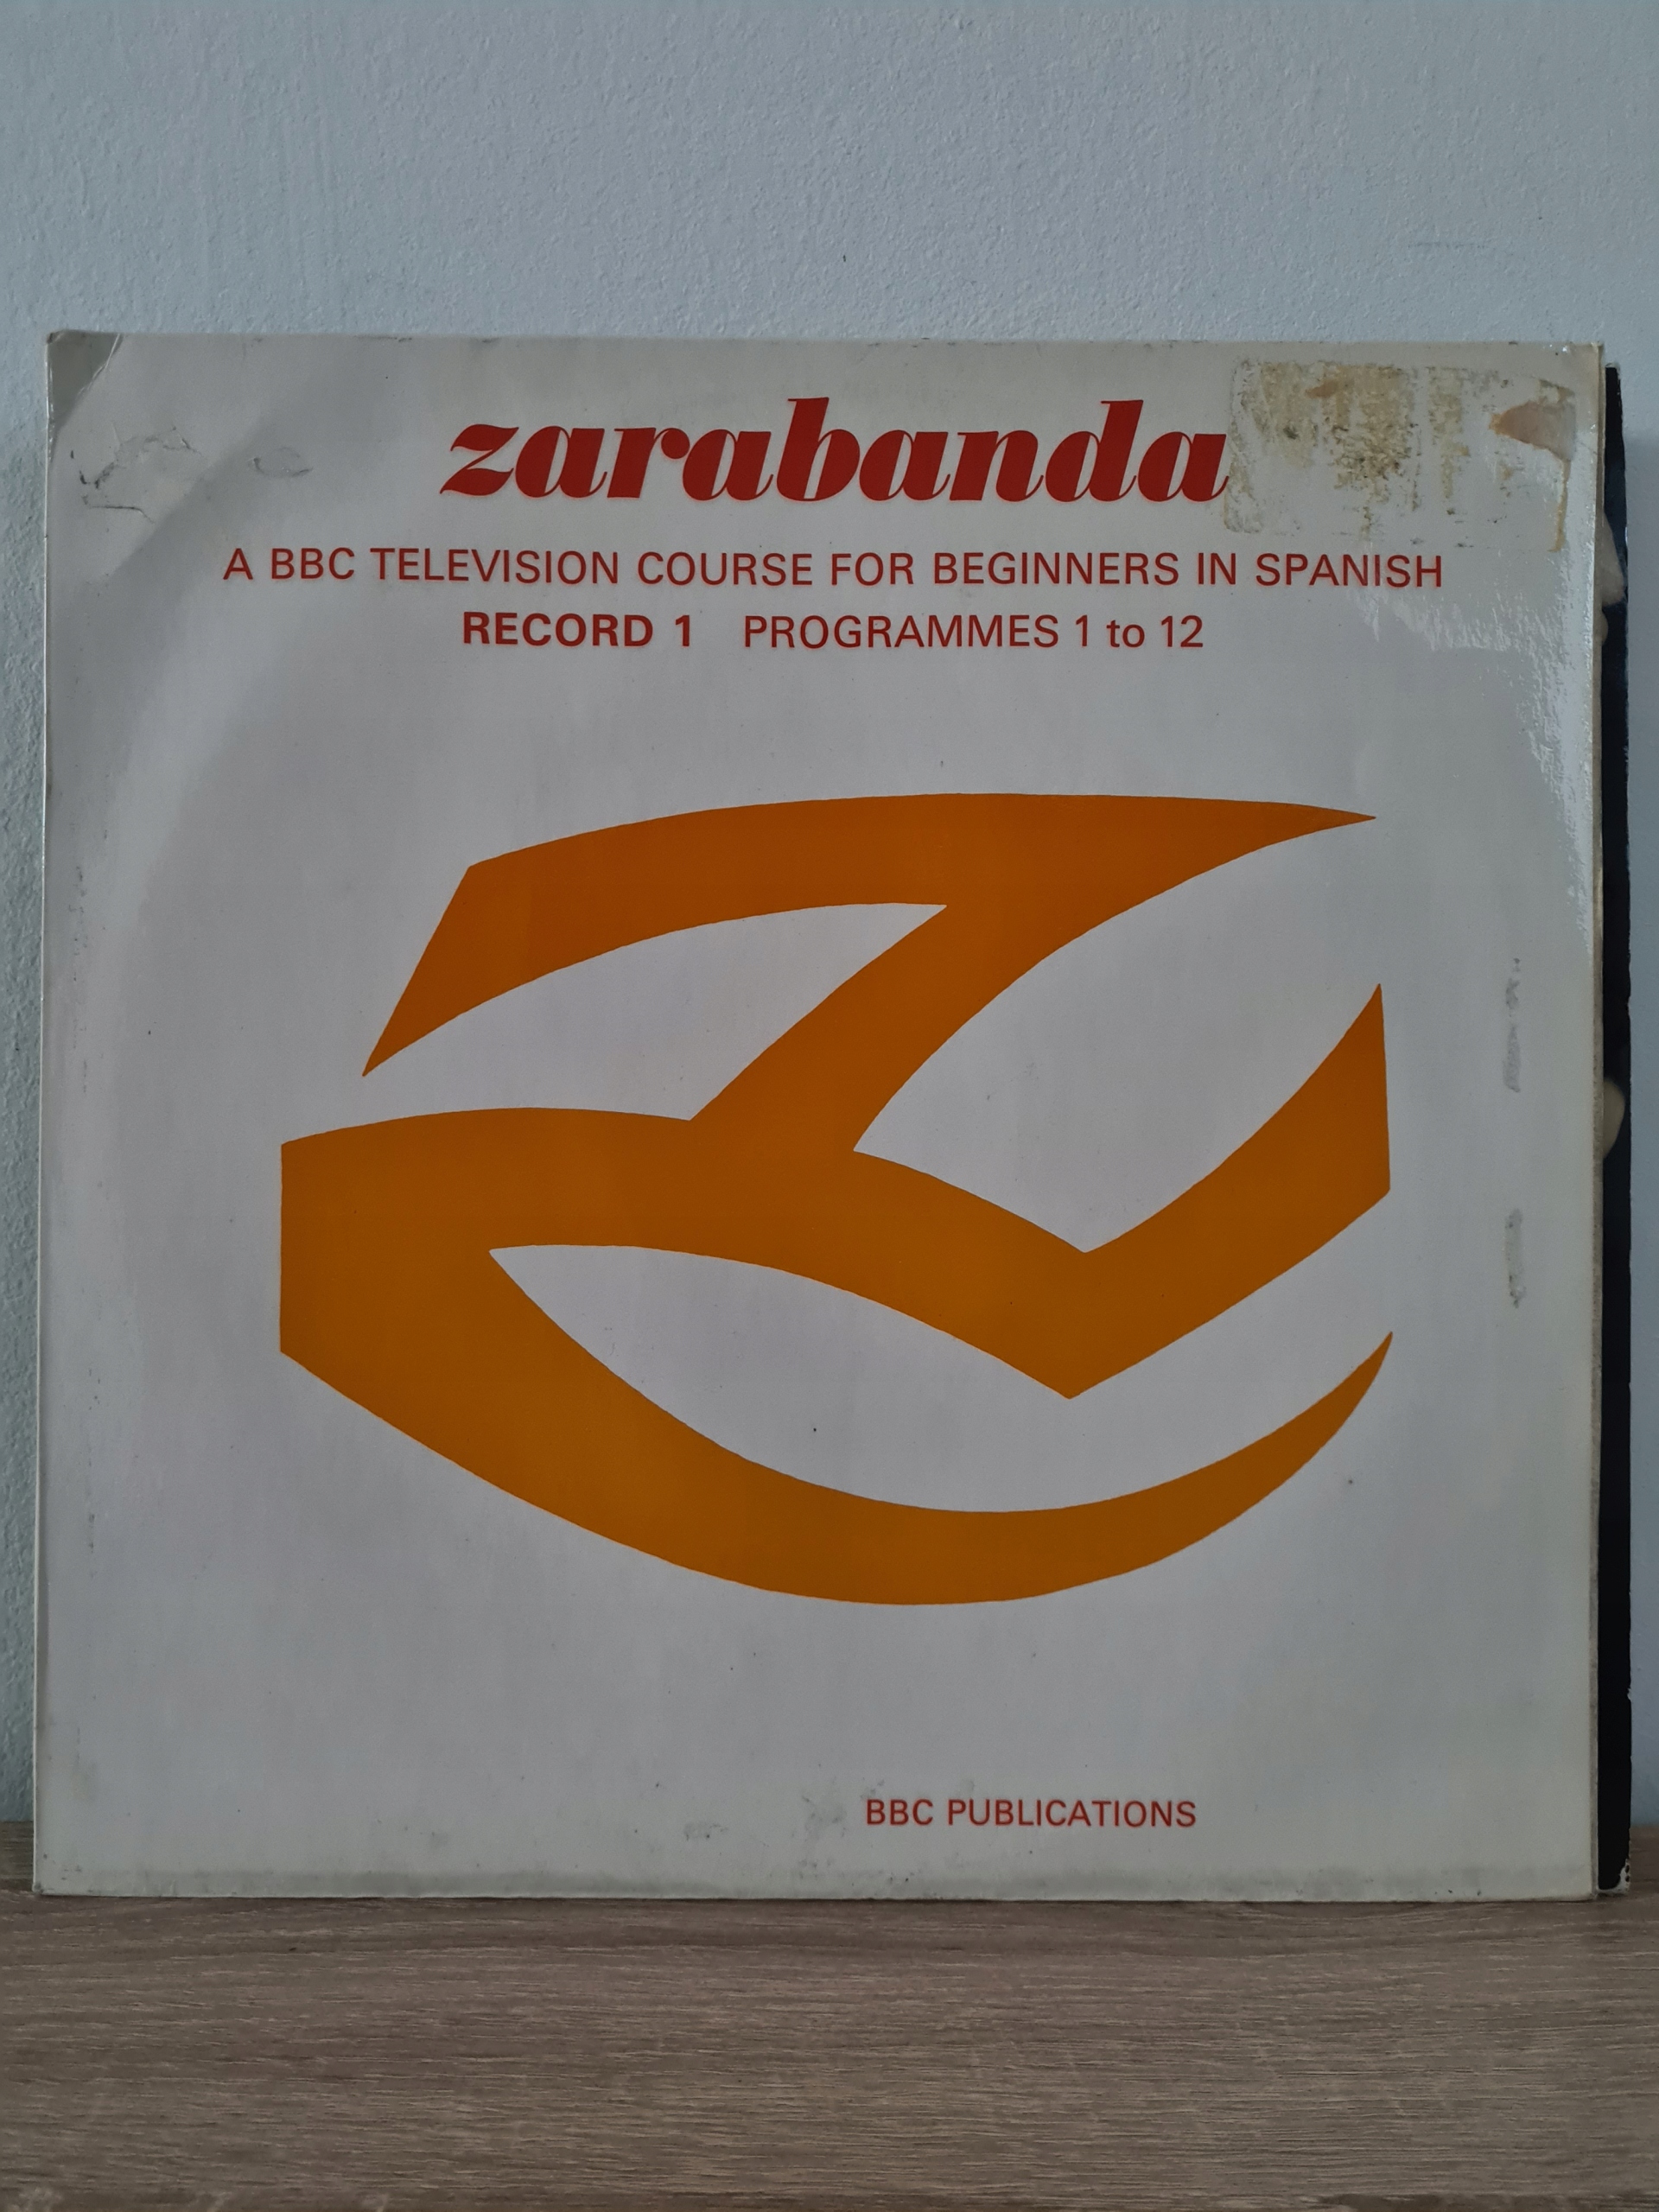 zarabanda
A BBC TELEVISION COURSE FOR BEGINNERS IN SPANISH
RECORD 1 PROGRAMMES 1 to 12
BBC PUBLICATIONS